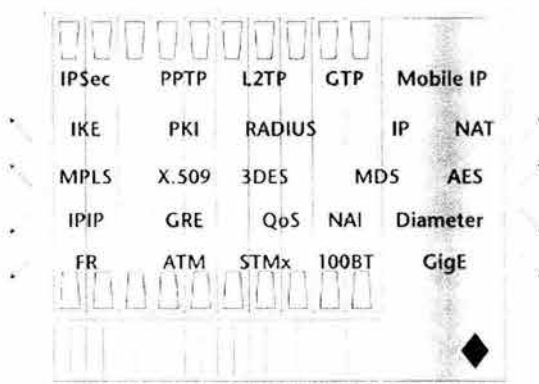 IPSec PPTP L2TP GTP Mobile IP
IKE PKI RADIUS IP NAT
MPLS X.509 3DES MD5 AES
IPIP GRE QoS NAI Diameter
FR ATM STMx 100BT GigE